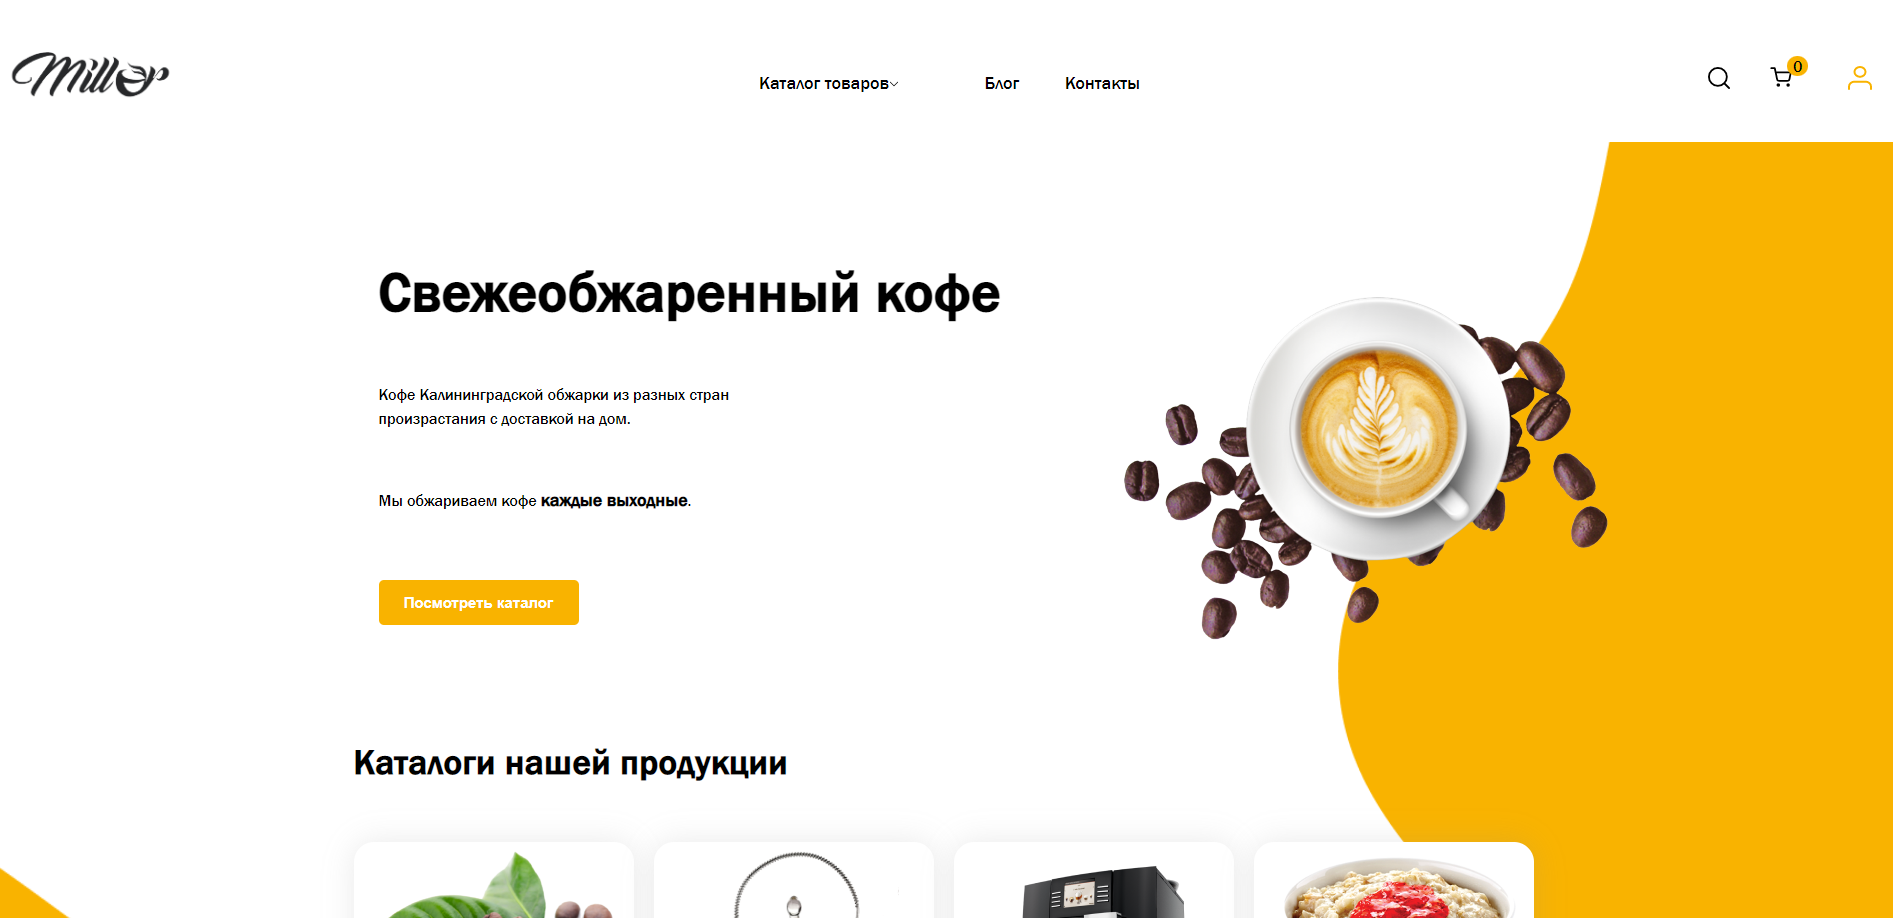 Miller
Каталог товаров
Блог
Контакты
0
Свежеобжаренный кофе
Кофе Калининградской обжарки из разных стран
произрастания с доставкой на дом.
Мы обжариваем кофе каждые выходные.
Посмотреть каталог
Каталоги нашей продукции